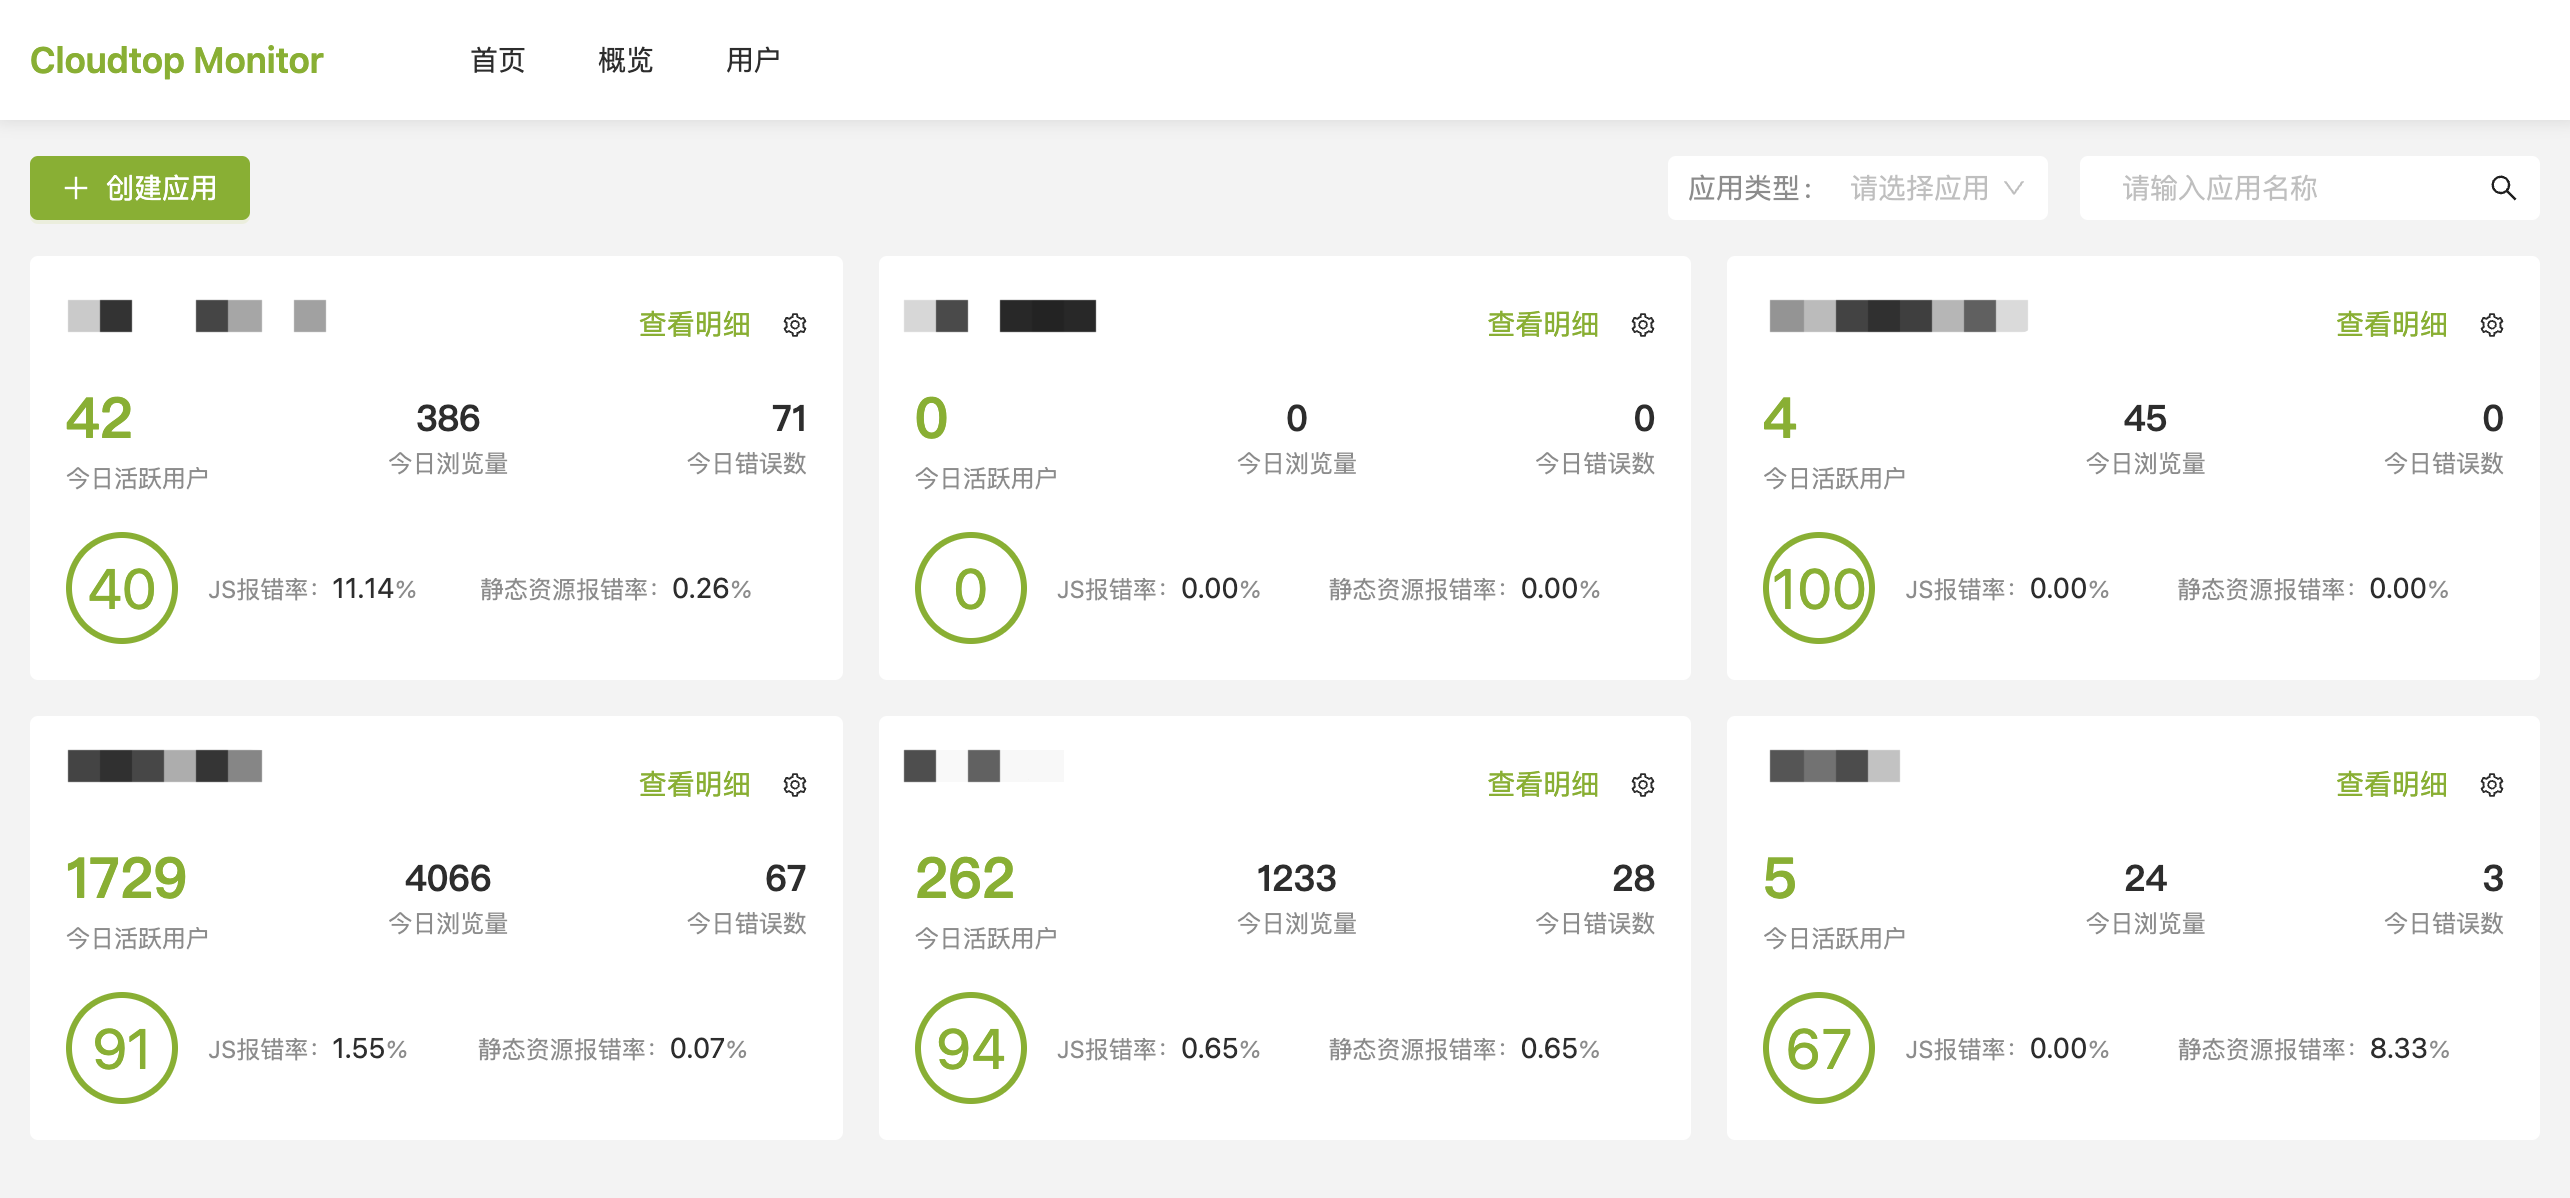 Cloudtop Monitor 首页 概览 用户
+ 创建应用 应用类型： 请选择应用 请输入应用名称
查看明细 查看明细 查看明细
42 386 71 0 0 0 4 45 0
今日活跃用户 今日浏览量 今日错误数 今日活跃用户 今日浏览量 今日错误数 今日活跃用户 今日浏览量 今日错误数
40 JS报错率：11.14% 静态资源报错率：0.26% 0 JS报错率：0.00% 静态资源报错率：0.00% 100 JS报错率：0.00% 静态资源报错率：0.00%
查看明细 查看明细 查看明细
1729 4066 67 262 1233 28 5 24 3
今日活跃用户 今日浏览量 今日错误数 今日活跃用户 今日浏览量 今日错误数 今日活跃用户 今日浏览量 今日错误数
91 JS报错率：1.55% 静态资源报错率：0.07% 94 JS报错率：0.65% 静态资源报错率：0.65% 67 JS报错率：0.00% 静态资源报错率：8.33%